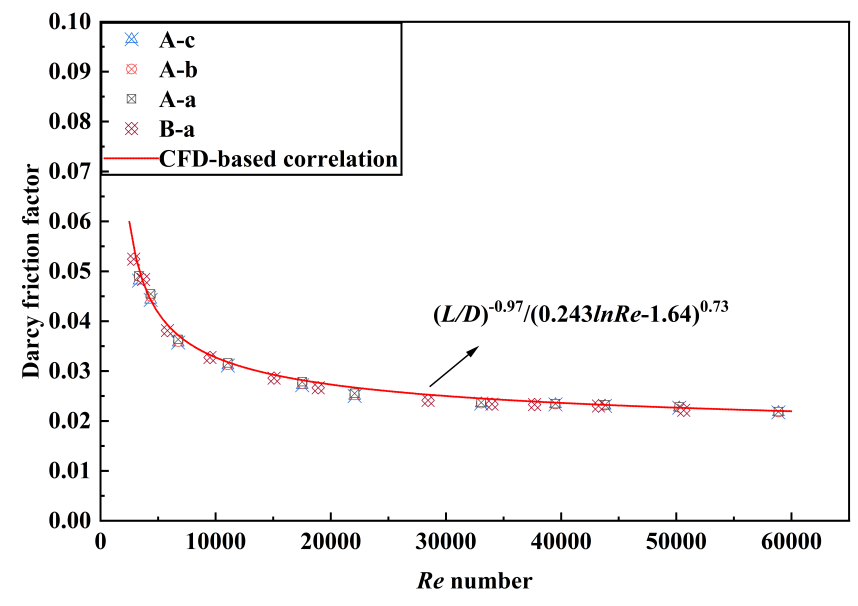 0.10
0.09
0.08
0.07
0.06
0.05
0.04
0.03
0.02
0.01
0.00
Darcy friction factor
A-c
A-b
A-a
B-a
CFD-based correlation
(L/D)-0.97/(0.243lnRe-1.64)0.73
0 10000 20000 30000 40000 50000 60000
Re number